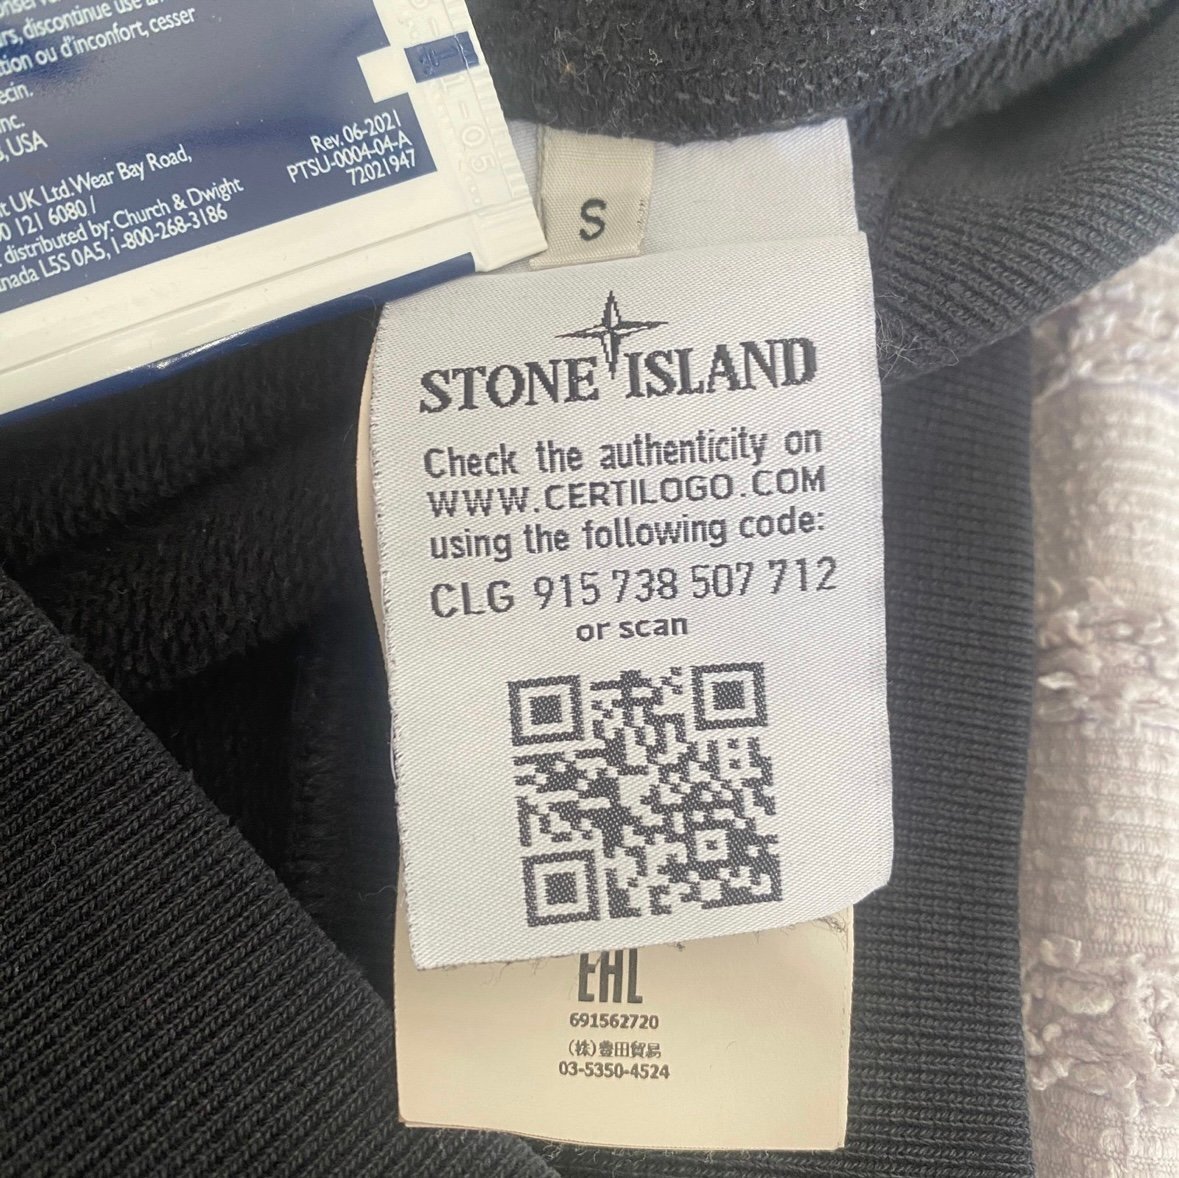 discontinue use
tion ou d'inconfort, cesser
ecin.
nc.
, USA
t UK Ltd. Wear Bay Road,
0 121 6080 /
distributed by: Church & Dwight
nada L5S 0A5, 1-800-268-3186
Rev. 06-2021
PTSU-0004-04-A
72021947
S
STONE ISLAND
Check the authenticity on
WWW.CERTILOGO.COM
using the following code:
CLG 915 738 507 712
or scan
EAC
691562720
(株)豊田貿易
03-5350-4524